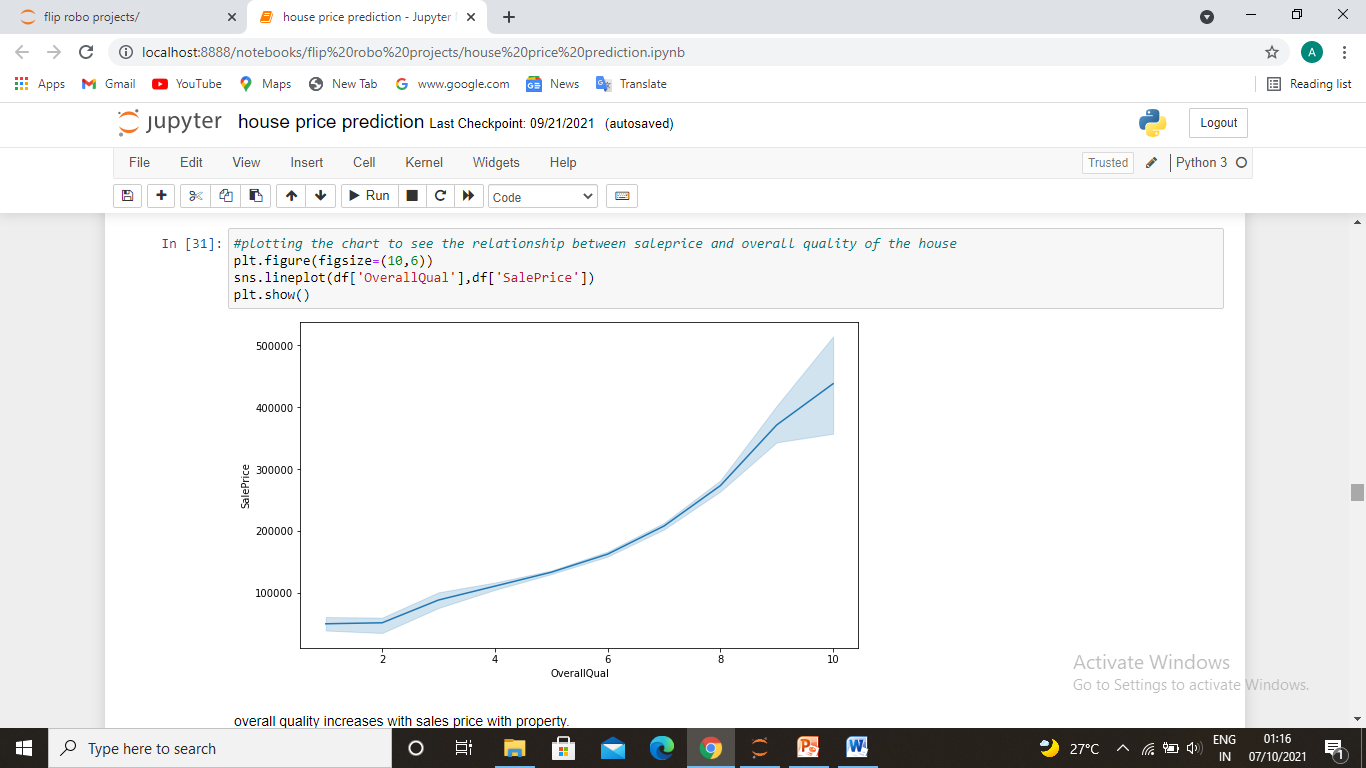 flip robo projects/
house price prediction - Jupyter
localhost:8888/notebooks/flip%20robo%20projects/house%20price%20prediction.ipynb
A
Apps Gmail YouTube Maps New Tab www.google.com News Translate Reading list
jupyter house price prediction Last Checkpoint: 09/21/2021 (autosaved)
Logout
File Edit View Insert Cell Kernel Widgets Help Trusted Python 3
Run Code
In [31]: #plotting the chart to see the relationship between saleprice and overall quality of the house
plt.figure(figsize=(10,6))
sns.lineplot(df['OverallQual'],df['SalePrice'])
plt.show()
500000
400000
300000
200000
100000
SalePrice
2 4 6 8 10
OverallQual
Activate Windows
Go to Settings to activate Windows.
overall quality increases with sales price with property.
Type here to search
27°C
ENG
IN
01:16
07/10/2021
1